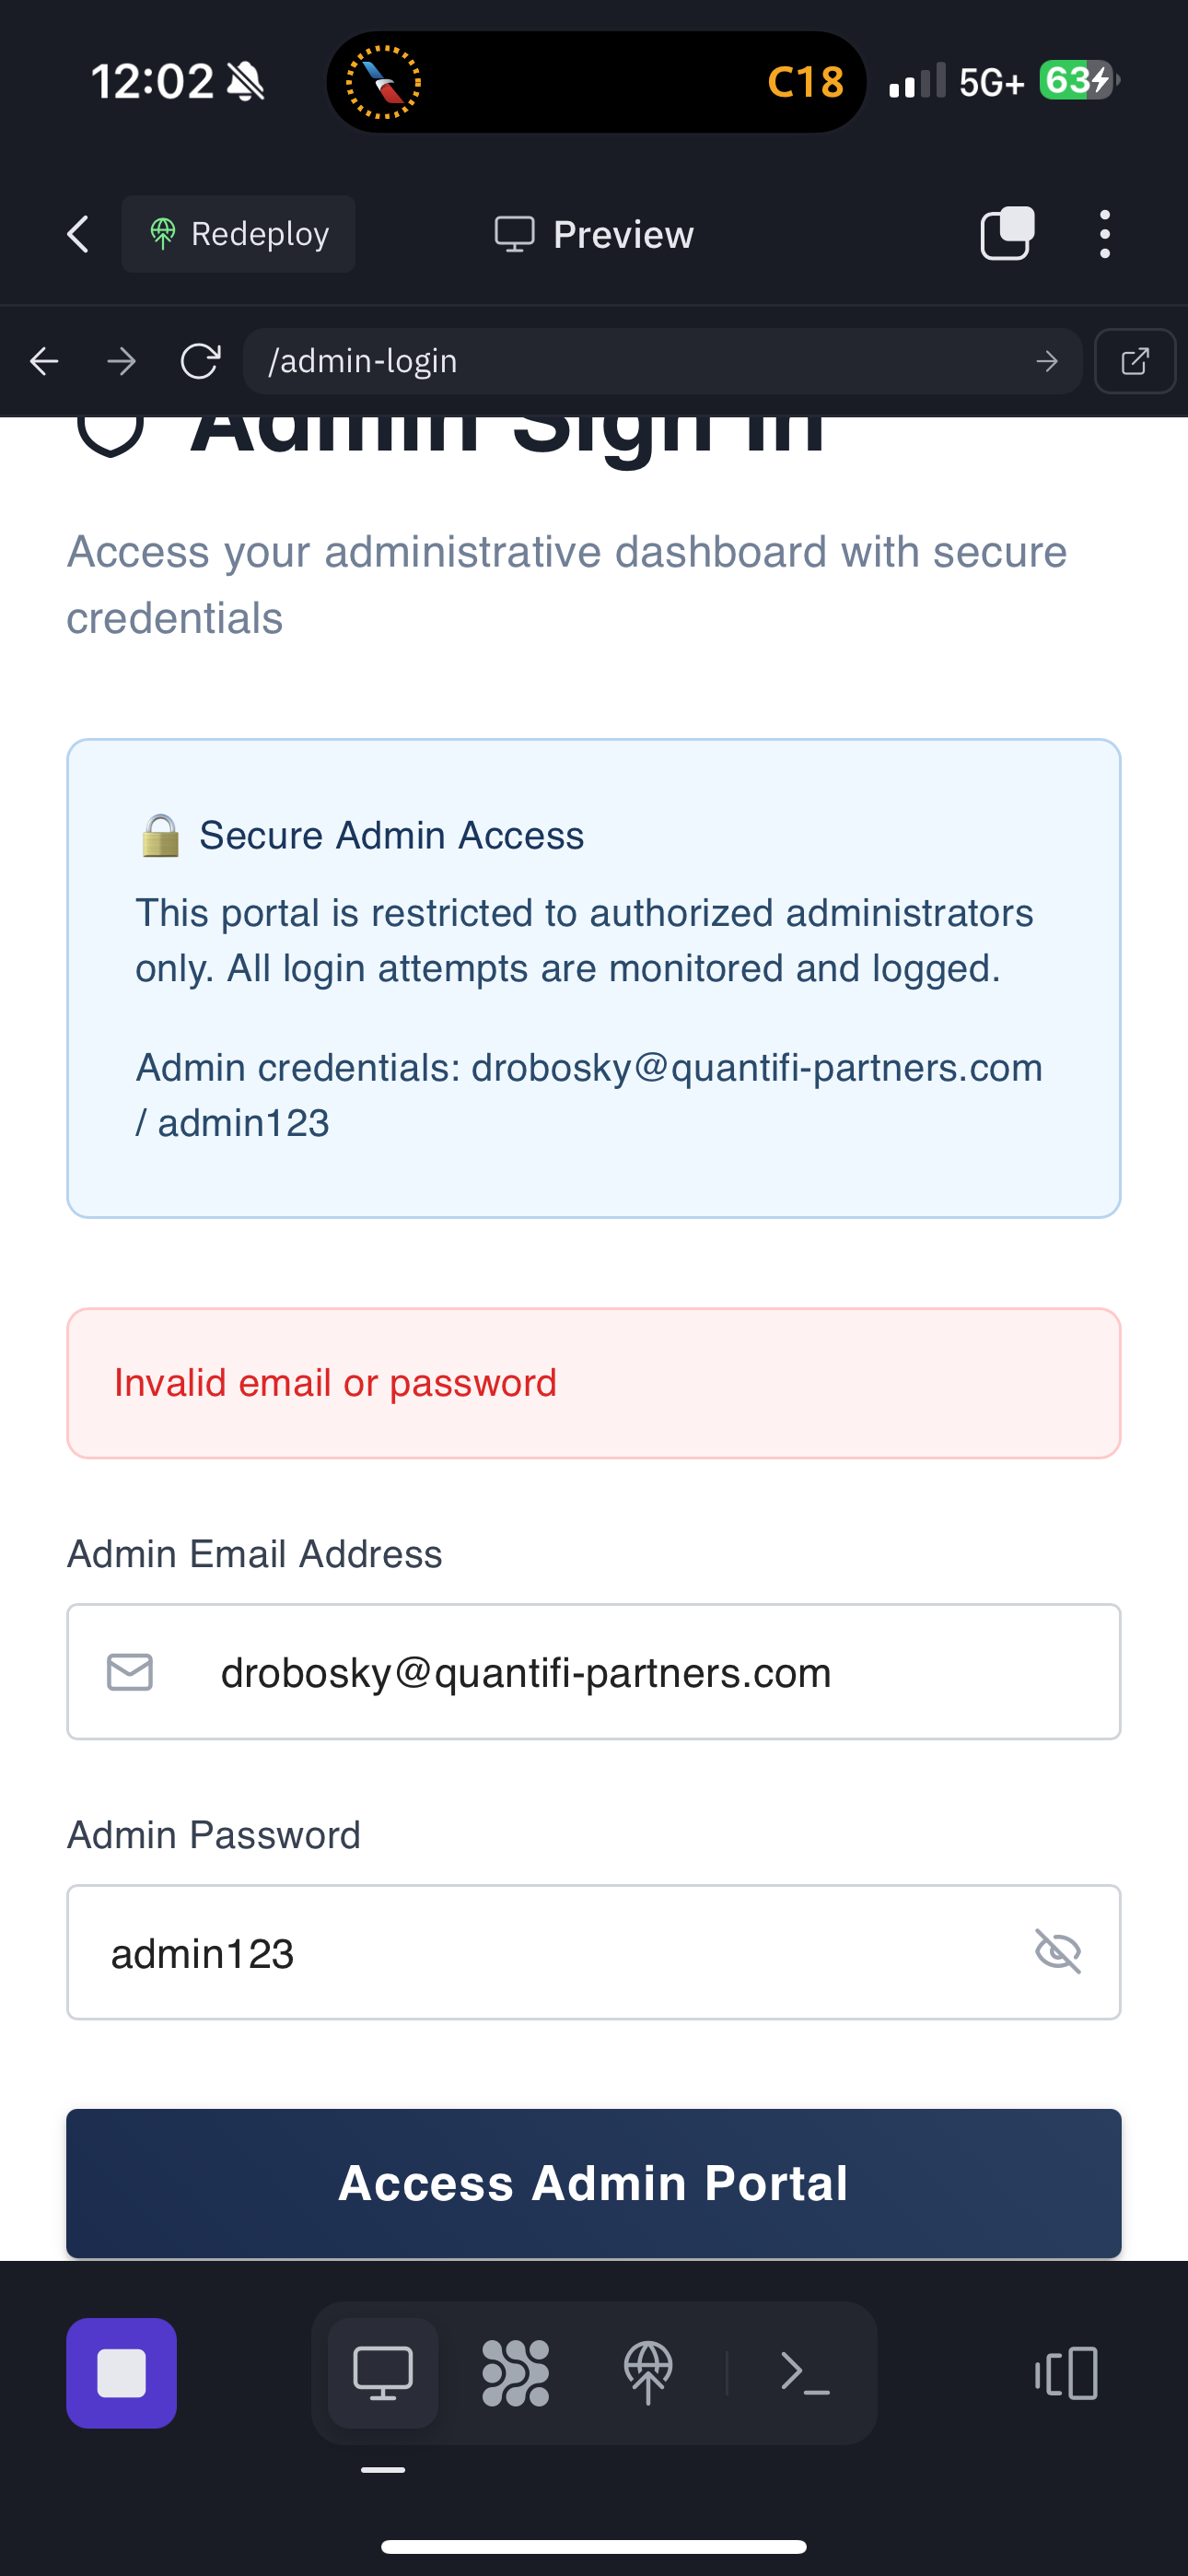 12:02
C18
5G+
63
Redeploy
Preview
/admin-login
Admin Sign In
Access your administrative dashboard with secure
credentials
Secure Admin Access
This portal is restricted to authorized administrators
only. All login attempts are monitored and logged.
Admin credentials: drobosky@quantifi-partners.com
/ admin123
Invalid email or password
Admin Email Address
drobosky@quantifi-partners.com
Admin Password
admin123
Access Admin Portal